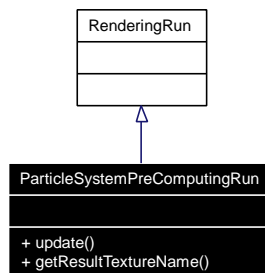 RenderingRun
ParticleSystemPreComputingRun
+ update()
+ getResultTextureName()